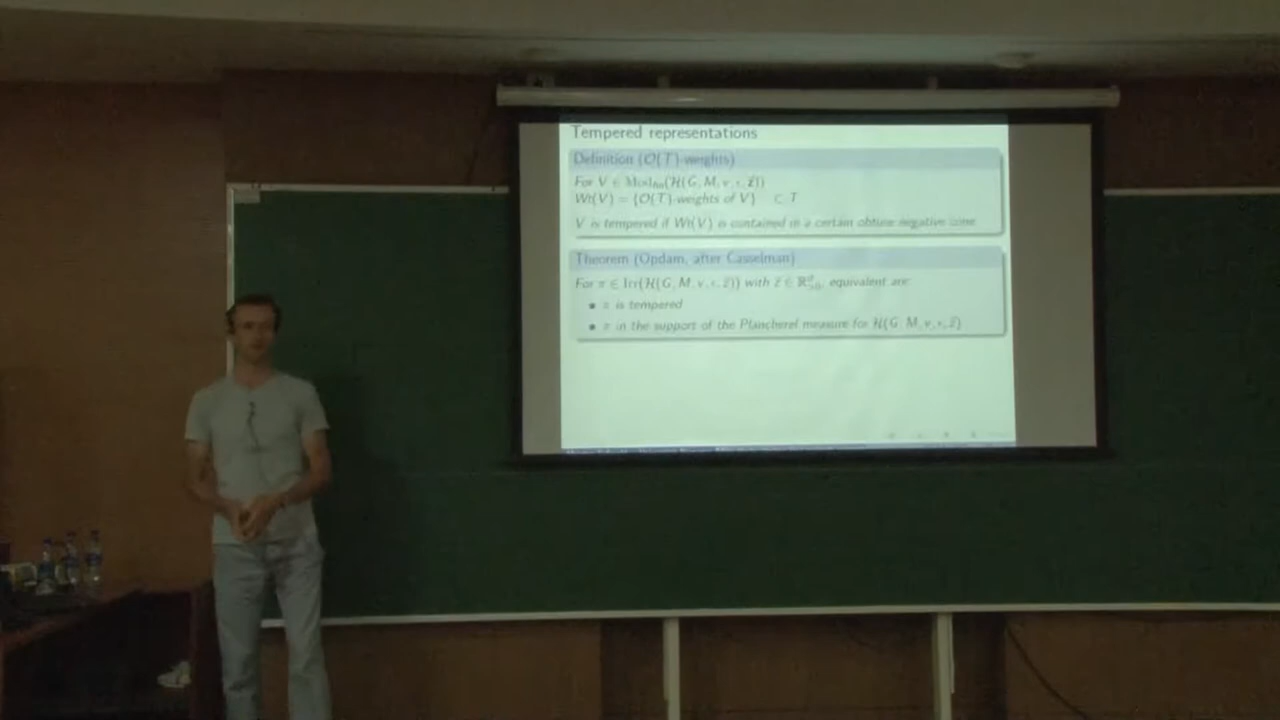 Tempered representations
Definition (O(T)-weights)
For V ∈ Mod_fin(H(G, M, v, ε, z⃗))
Wt(V) = {O(T)-weights of V} ⊂ T
V is tempered if Wt(V) is contained in a certain obtuse negative cone
Theorem (Opdam, after Casselman)
For π ∈ Irr(H(G, M, v, ε, z⃗)) with z⃗ ∈ ℝ^d_>0, equivalent are:
π is tempered
π in the support of the Plancherel measure for H(G, M, v, ε, z⃗)